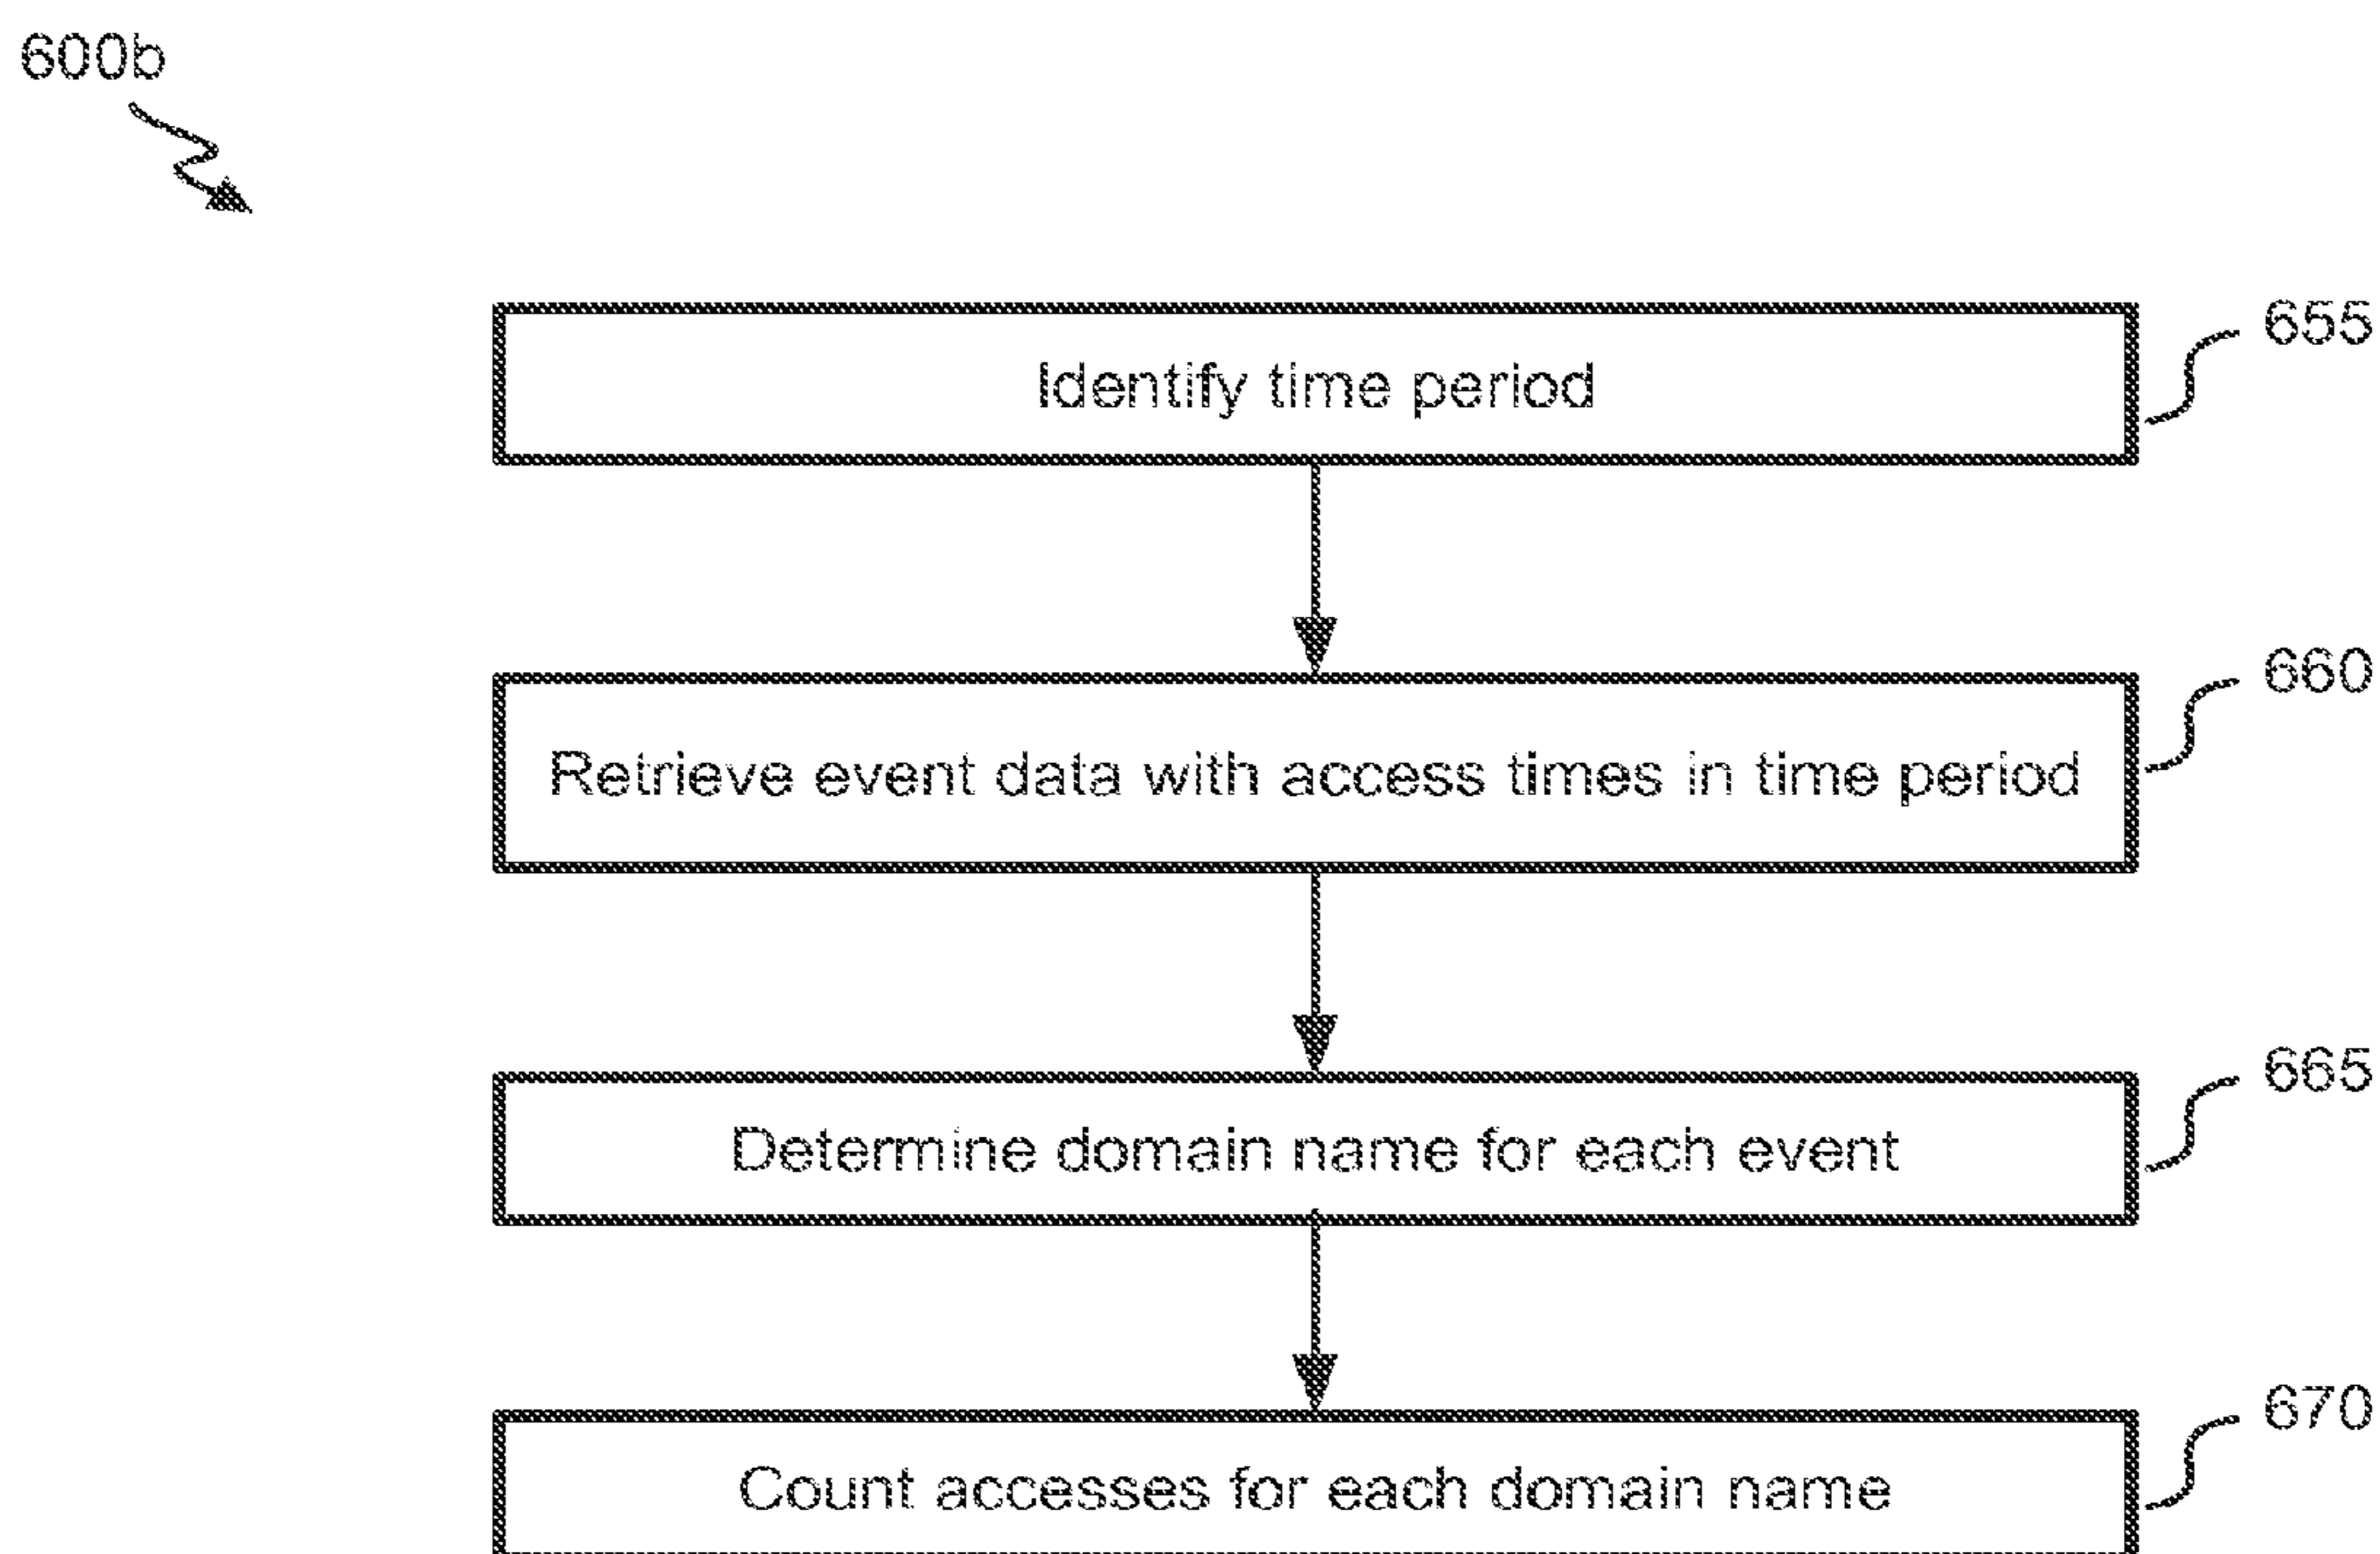 600b
Identify time period
655
Retrieve event data with access times in time period
660
Determine domain name for each event
665
Count accesses for each domain name
670